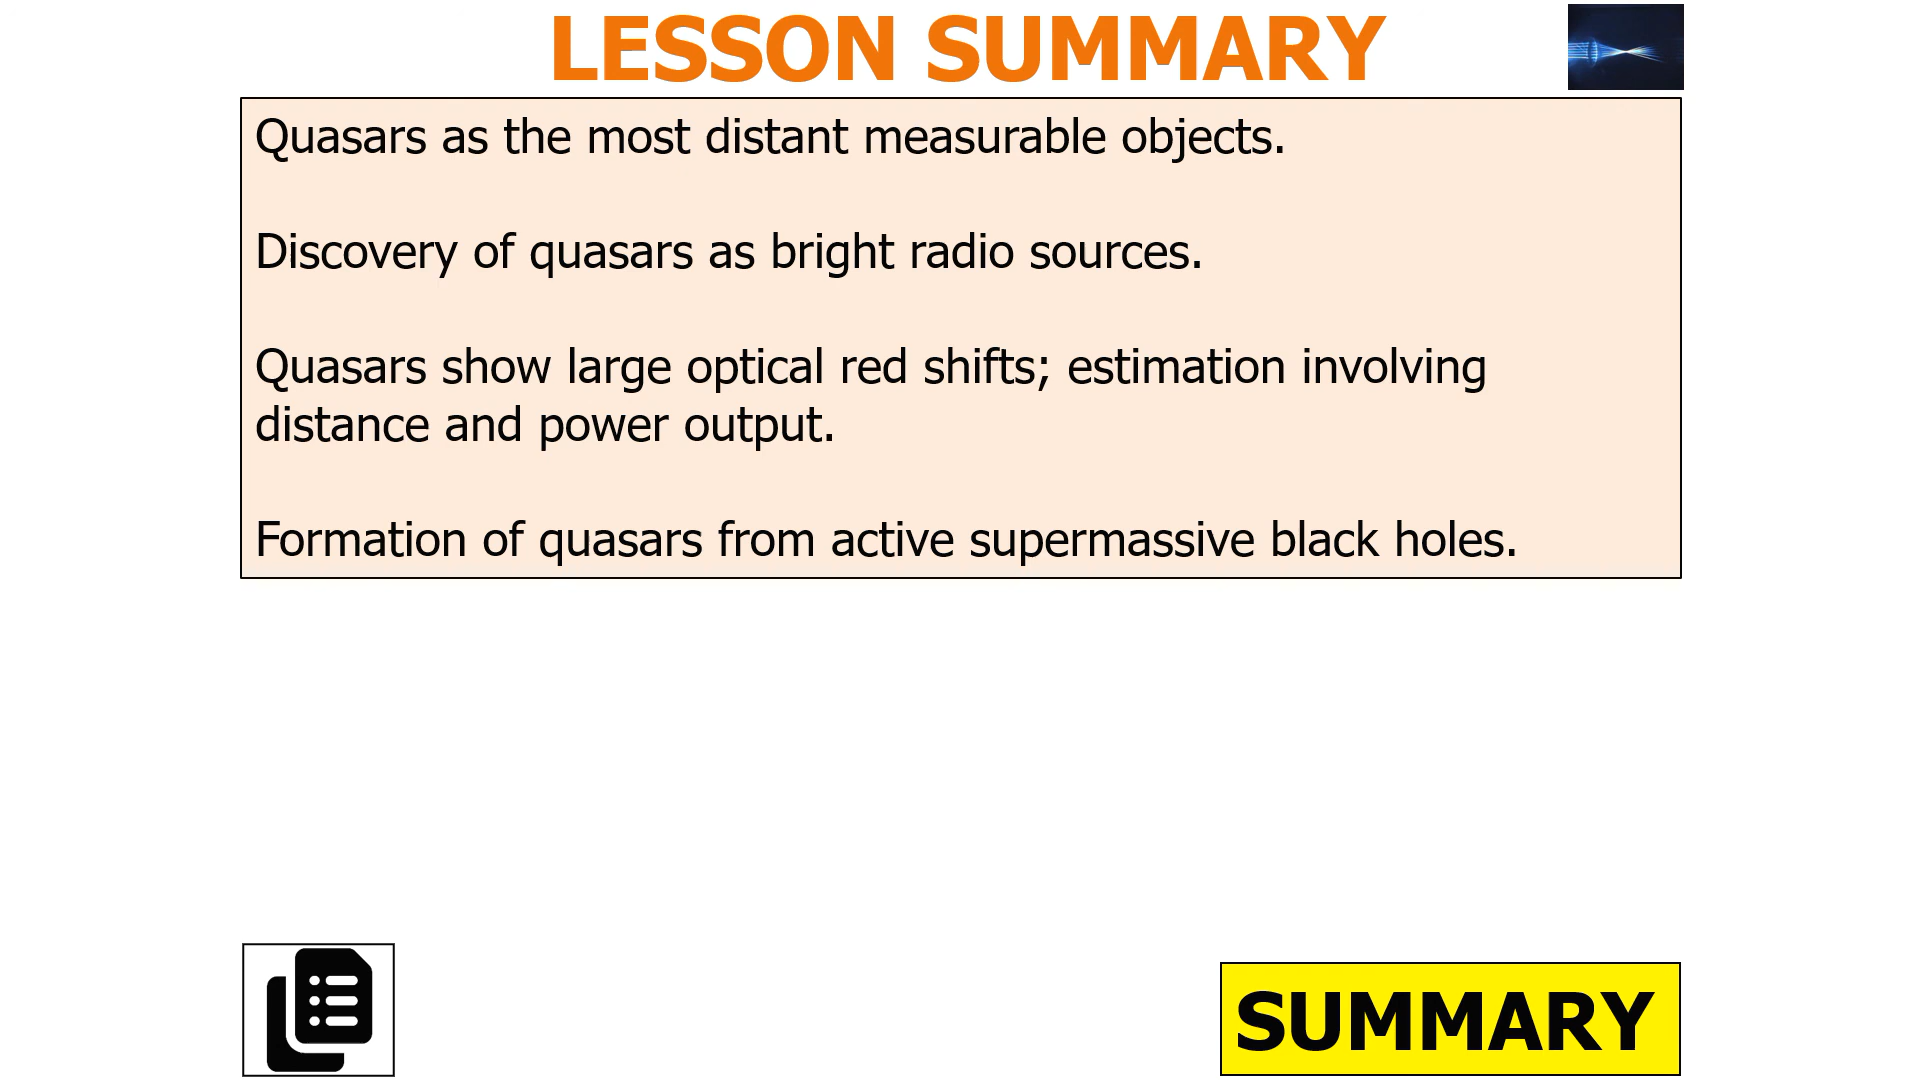 LESSON SUMMARY
Quasars as the most distant measurable objects.
Discovery of quasars as bright radio sources.
Quasars show large optical red shifts; estimation involving
distance and power output.
Formation of quasars from active supermassive black holes.
SUMMARY